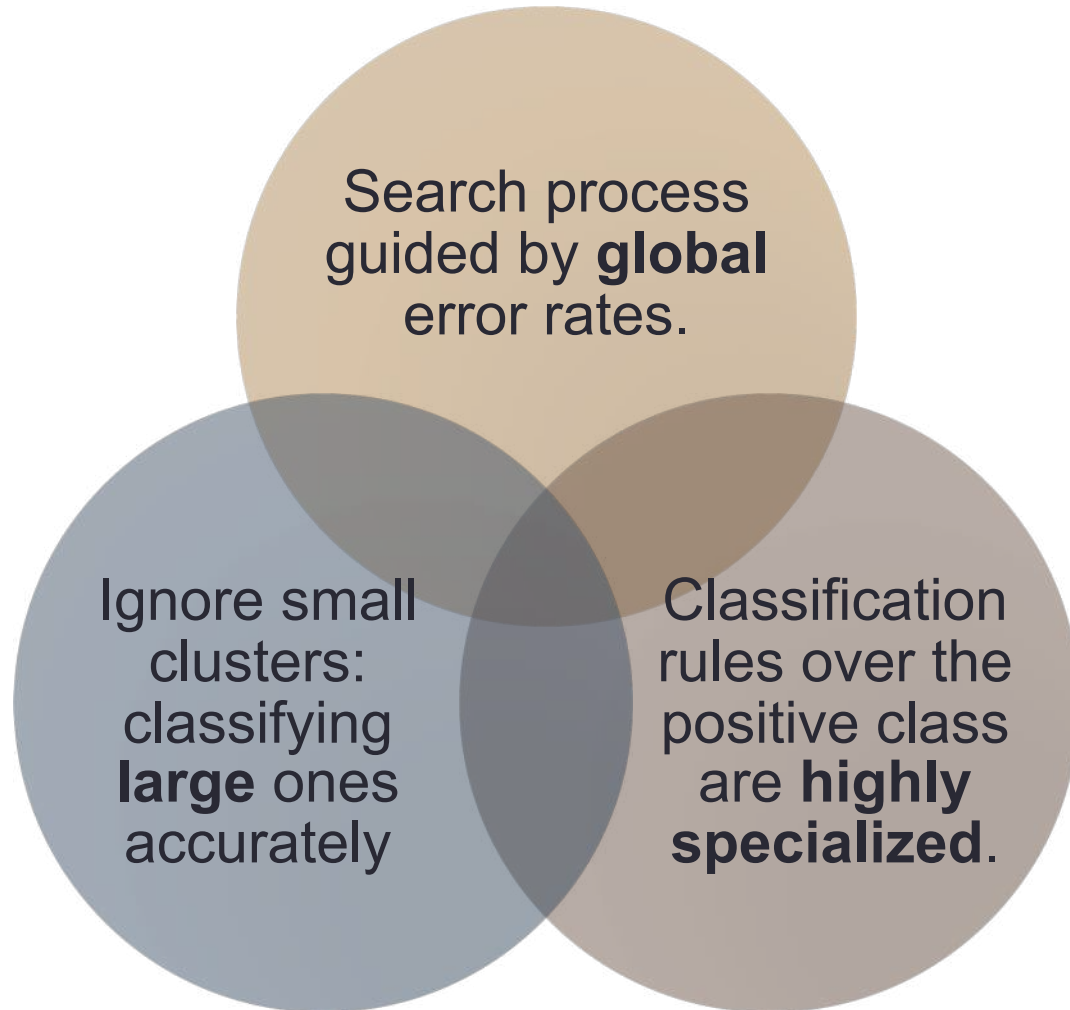 Search process
guided by global
error rates.
Ignore small
clusters:
classifying
large ones
accurately
Classification
rules over the
positive class
are highly
specialized.